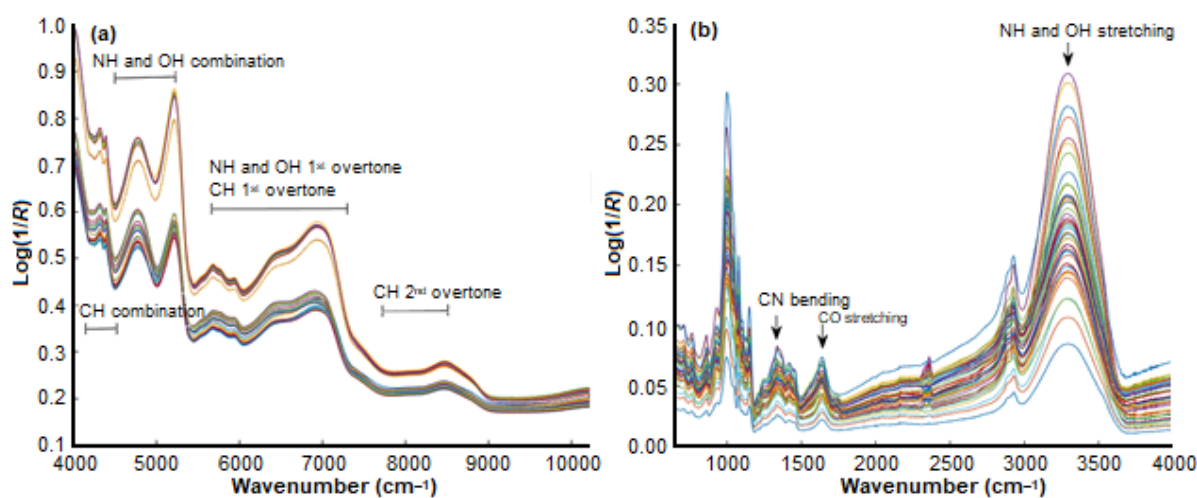 (a)
NH and OH combination
NH and OH 1st overtone
CH 1st overtone
CH 2nd overtone
CH combination
Log(1/R)
1.0
0.9
0.8
0.7
0.6
0.5
0.4
0.3
0.2
0.1
4000 5000 6000 7000 8000 9000 10000
Wavenumber (cm–1)
(b)
NH and OH stretching
CN bending
CO stretching
Log(1/R)
0.35
0.30
0.25
0.20
0.15
0.10
0.05
0.00
1000 1500 2000 2500 3000 3500 4000
Wavenumber (cm–1)